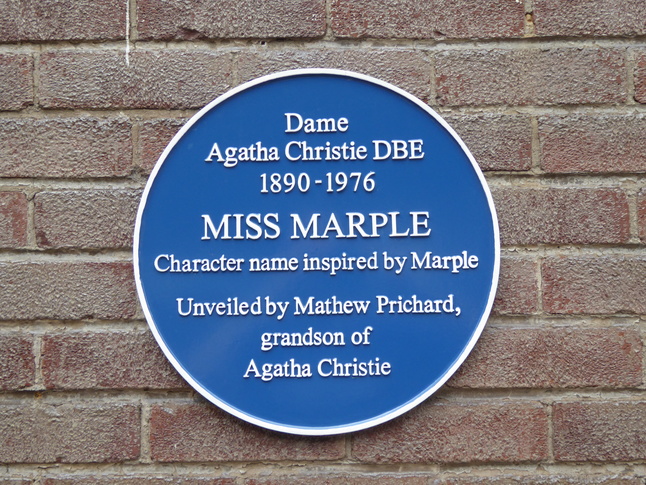 Dame
Agatha Christie DBE
1890-1976
MISS MARPLE
Character name inspired by Marple
Unveiled by Mathew Prichard,
grandson of
Agatha Christie